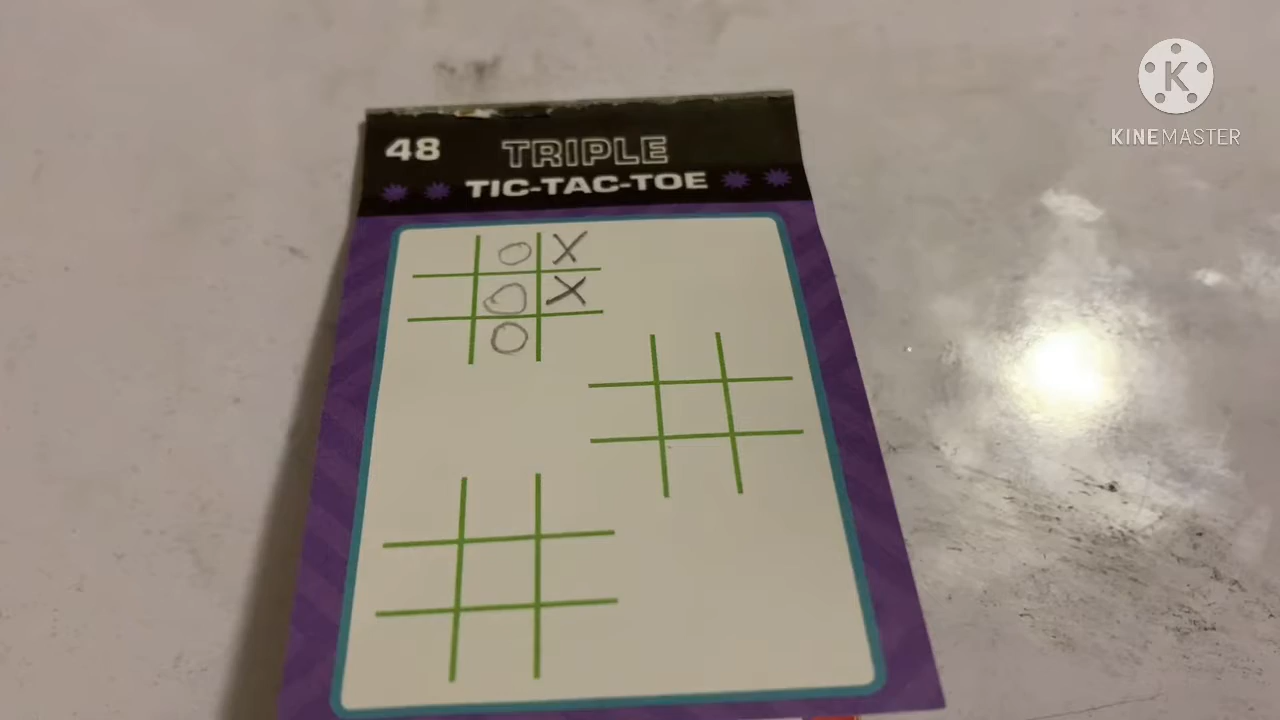 48 TRIPLE
TIC-TAC-TOE
O X
O X
O
K
KINEMASTER